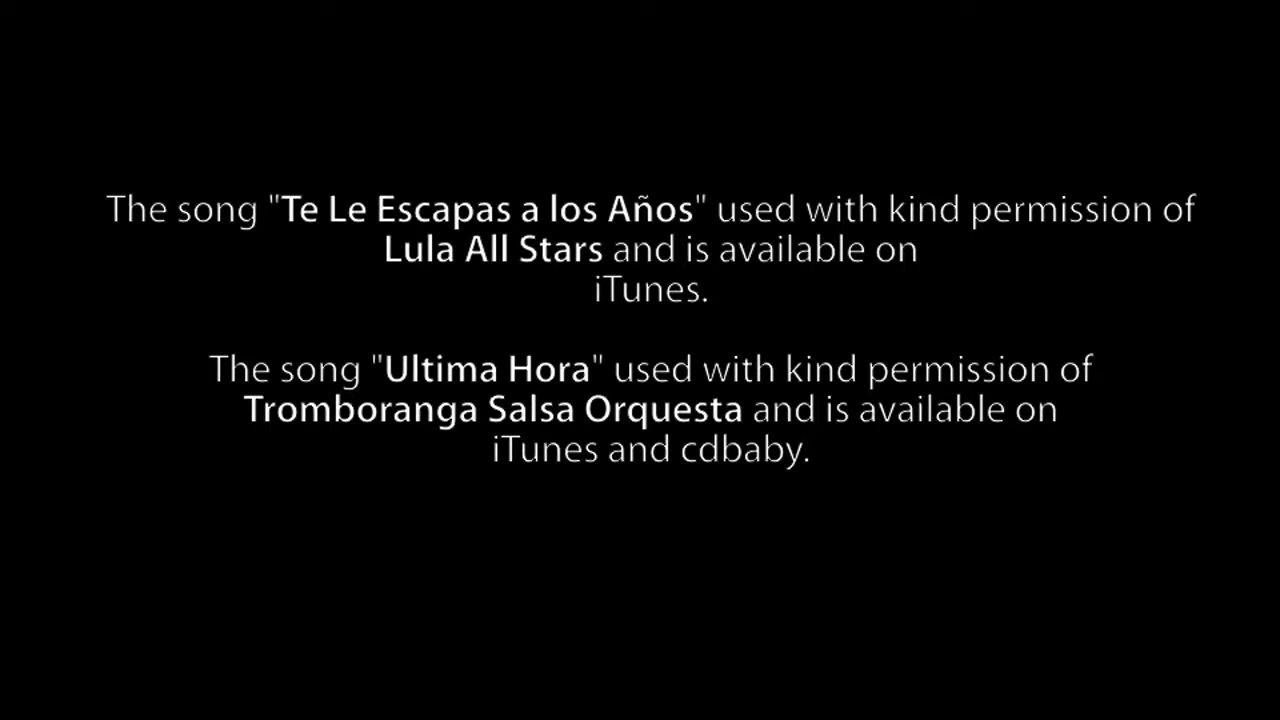 The song "Te Le Escapas a los Años" used with kind permission of
Lula All Stars and is available on
iTunes.
The song "Ultima Hora" used with kind permission of
Tromboranga Salsa Orquesta and is available on
iTunes and cdbaby.